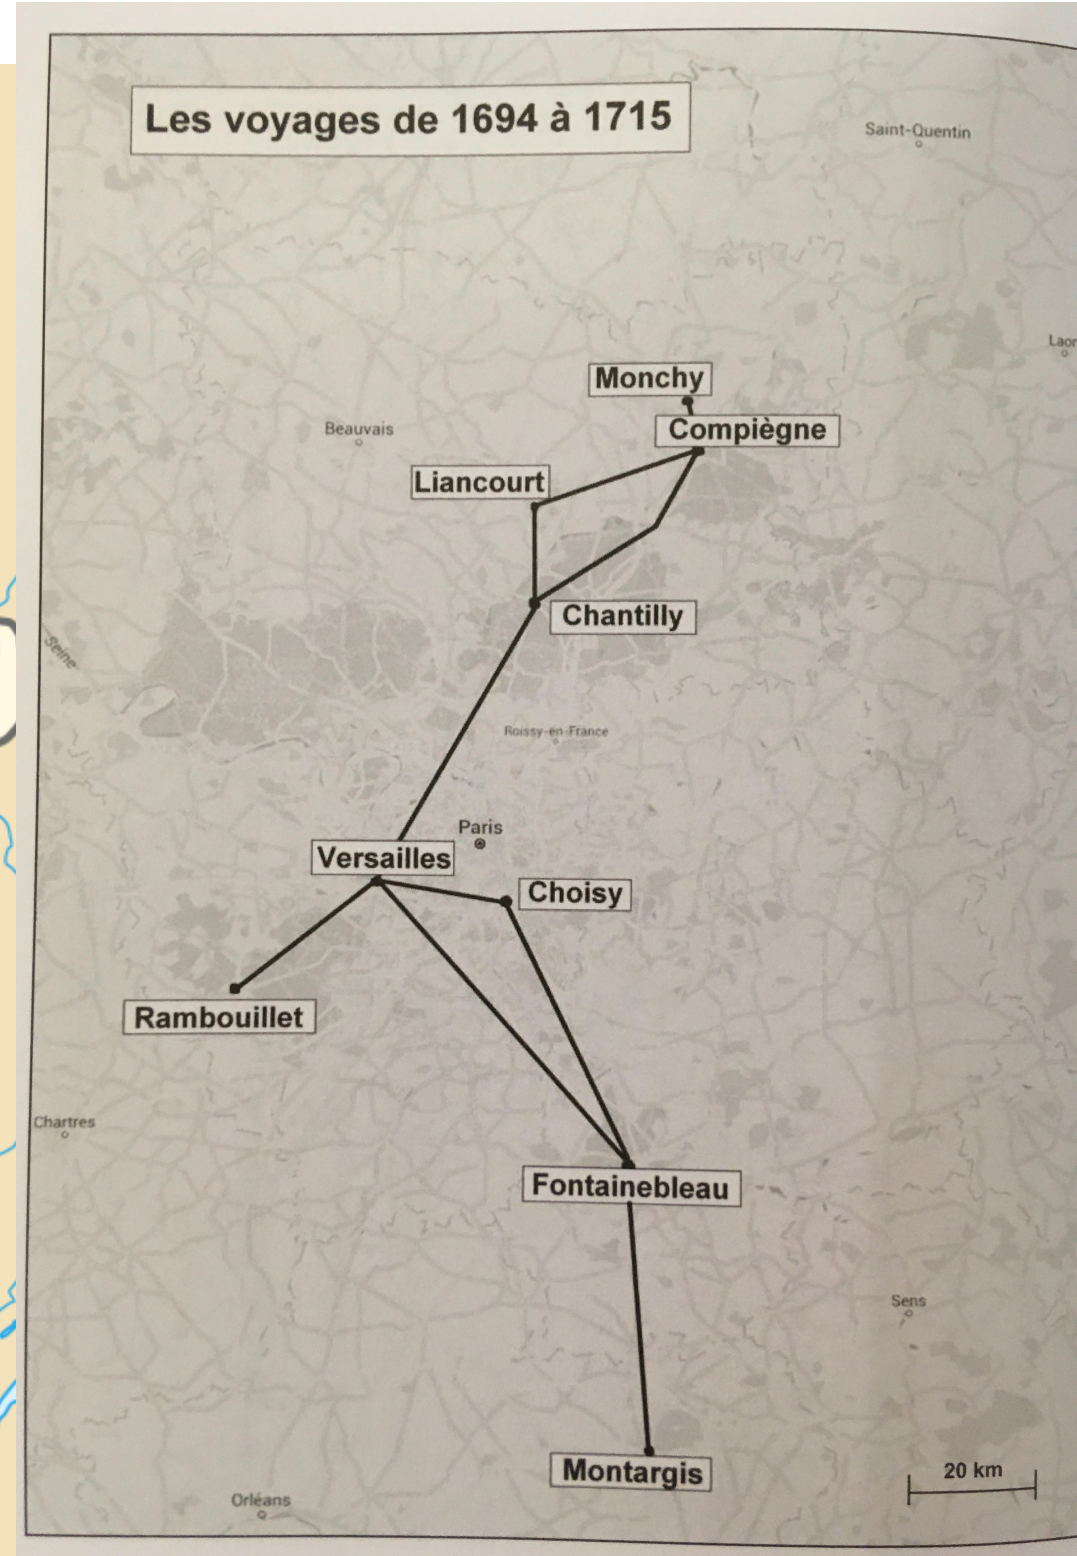 Les voyages de 1694 à 1715
Saint-Quentin
Laon
Monchy
Beauvais
Compiègne
Liancourt
Chantilly
Seine
Roissy-en-France
Paris
Versailles
Choisy
Rambouillet
Chartres
Fontainebleau
Sens
Montargis
20 km
Orléans